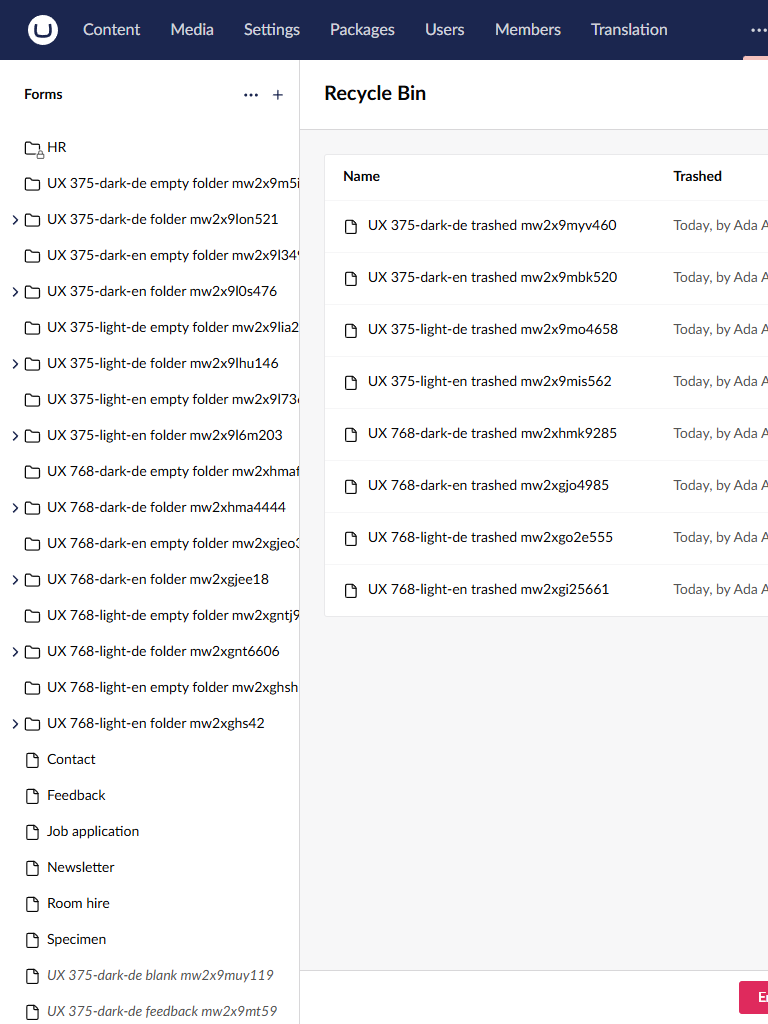 Content Media Settings Packages Users Members Translation
Forms
HR
UX 375-dark-de empty folder
UX 375-dark-de folder mw2x9lon521
UX 375-dark-en empty folder
UX 375-dark-en folder mw2x9l0s476
UX 375-light-de empty folder
UX 375-light-de folder mw2x9lhu146
UX 375-light-en empty folder
UX 375-light-en folder mw2x9l6m203
UX 768-dark-de empty folder
UX 768-dark-de folder mw2xhma4444
UX 768-dark-en empty folder
UX 768-dark-en folder mw2xgjee18
UX 768-light-de empty folder
UX 768-light-de folder mw2xgnt6606
UX 768-light-en empty folder
UX 768-light-en folder mw2xghs42
Contact
Feedback
Job application
Newsletter
Room hire
Specimen
UX 375-dark-de blank mw2x9muy119
UX 375-dark-de feedback mw2x9mt59
Recycle Bin
Name Trashed
UX 375-dark-de trashed mw2x9myv460 Today, by Ada
UX 375-dark-en trashed mw2x9mbk520 Today, by Ada
UX 375-light-de trashed mw2x9mo4658 Today, by Ada
UX 375-light-en trashed mw2x9mis562 Today, by Ada
UX 768-dark-de trashed mw2xhmk9285 Today, by Ada
UX 768-dark-en trashed mw2xgjo4985 Today, by Ada
UX 768-light-de trashed mw2xgo2e555 Today, by Ada
UX 768-light-en trashed mw2xgi25661 Today, by Ada